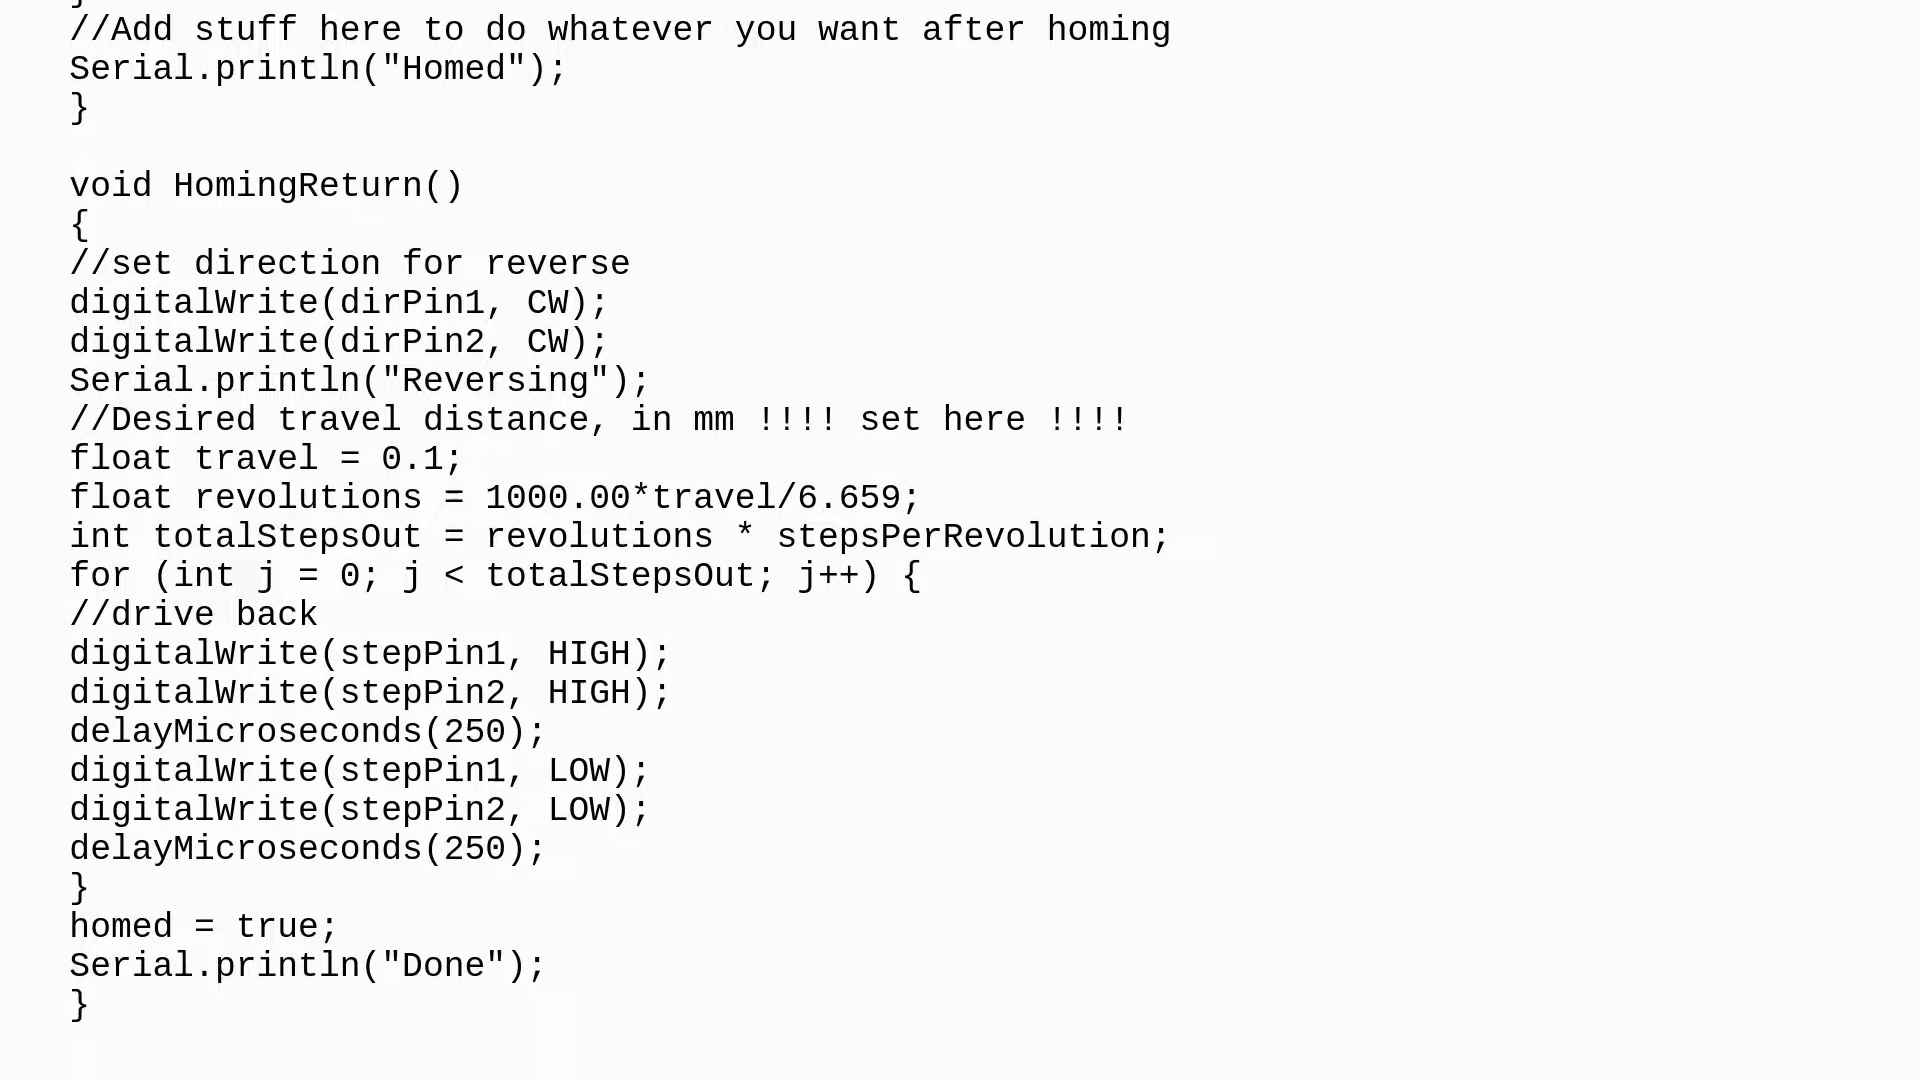 }
//Add stuff here to do whatever you want after homing
Serial.println("Homed");
}
void HomingReturn()
{
//set direction for reverse
digitalWrite(dirPin1, CW);
digitalWrite(dirPin2, CW);
Serial.println("Reversing");
//Desired travel distance, in mm !!!! set here !!!!
float travel = 0.1;
float revolutions = 1000.00*travel/6.659;
int totalStepsOut = revolutions * stepsPerRevolution;
for (int j = 0; j < totalStepsOut; j++) {
//drive back
digitalWrite(stepPin1, HIGH);
digitalWrite(stepPin2, HIGH);
delayMicroseconds(250);
digitalWrite(stepPin1, LOW);
digitalWrite(stepPin2, LOW);
delayMicroseconds(250);
}
homed = true;
Serial.println("Done");
}